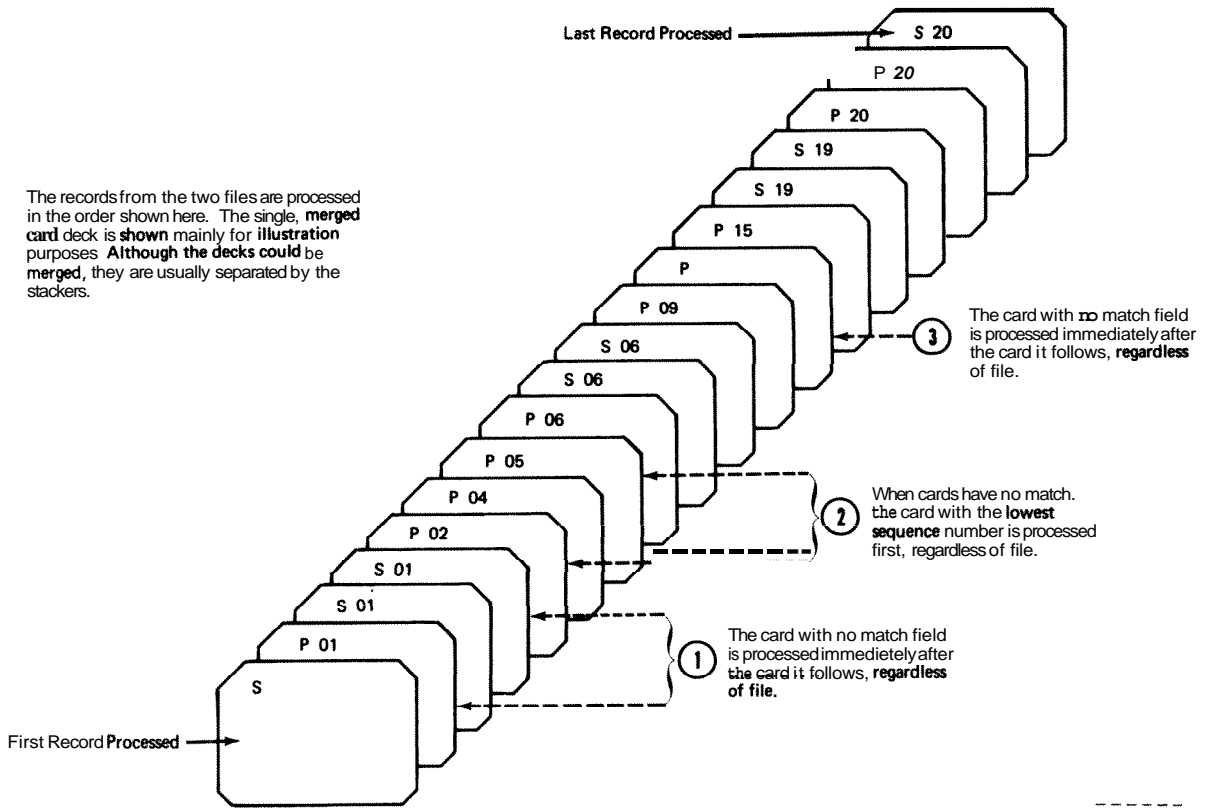 Last Record Processed
S 20
P 20
P 20
S 19
S 19
P 15
P
P 09
S 06
S 06
P 06
P 05
P 04
P 02
S 01
S 01
P 01
S
First Record Processed
The records from the two files are processed
in the order shown here. The single, merged
card deck is shown mainly for illustration
purposes Although the decks could be
merged, they are usually separated by the
stackers.
3
The card with no match field
is processed immediately after
the card it follows, regardless
of file.
2
When cards have no match.
the card with the lowest
sequence number is processed
first, regardless of file.
1
The card with no match field
is processed immedietely after
the card it follows, regardless
of file.